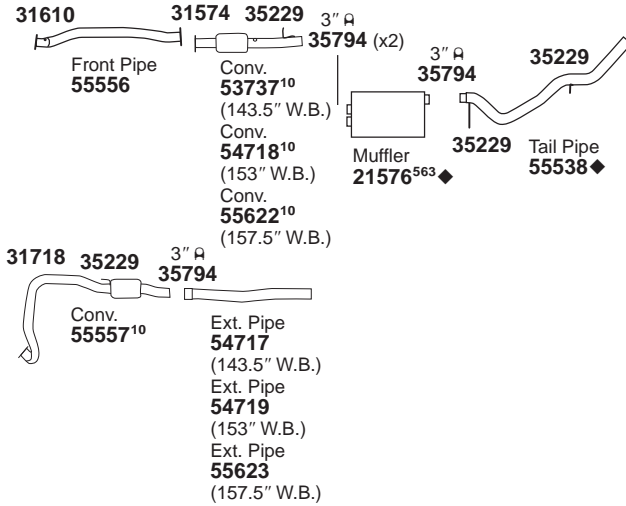 31610
31574 35229
3″
35794 (x2)
3″
35794
35229
Front Pipe
55556
Conv.
53737¹⁰
(143.5″ W.B.)
Conv.
54718¹⁰
(153″ W.B.)
Conv.
55622¹⁰
(157.5″ W.B.)
Muffler
21576⁵⁶³◆
35229
Tail Pipe
55538◆
31718 35229
3″
35794
Conv.
55557¹⁰
Ext. Pipe
54717
(143.5″ W.B.)
Ext. Pipe
54719
(153″ W.B.)
Ext. Pipe
55623
(157.5″ W.B.)